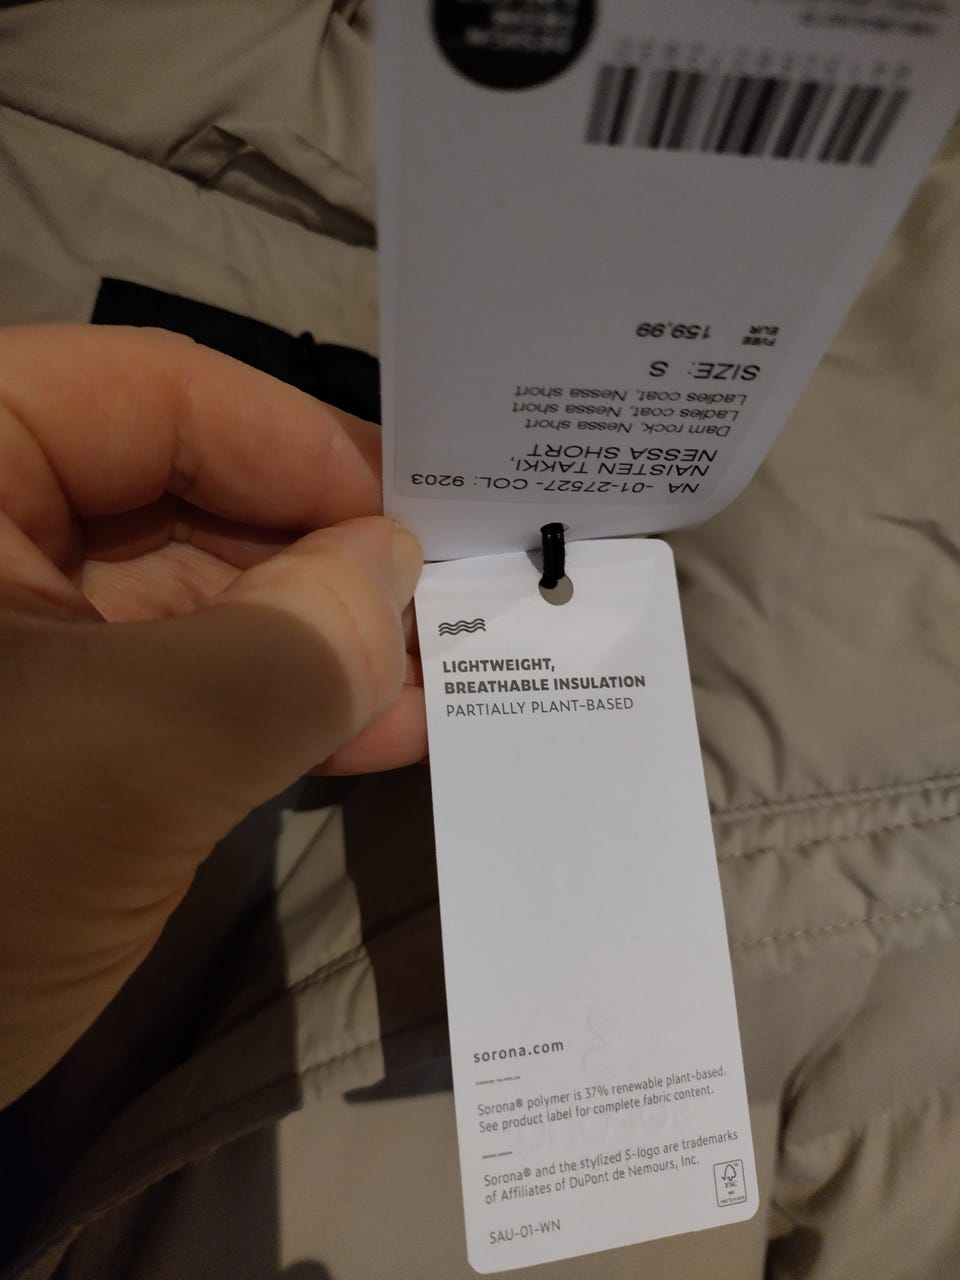 NA -01-27527- COL: 9203
NAISTEN TAKKI,
NESSA SHORT
Dam rock, Nessa short
Ladies coat, Nessa short
Ladies coat, Nessa short
SIZE: S
FI/EE
EUR 159,99
LIGHTWEIGHT,
BREATHABLE INSULATION
PARTIALLY PLANT-BASED
sorona.com
Sorona® polymer is 37% renewable plant-based.
See product label for complete fabric content.
Sorona® and the stylized S-logo are trademarks
of Affiliates of DuPont de Nemours, Inc.
FSC
SAU-01-WN